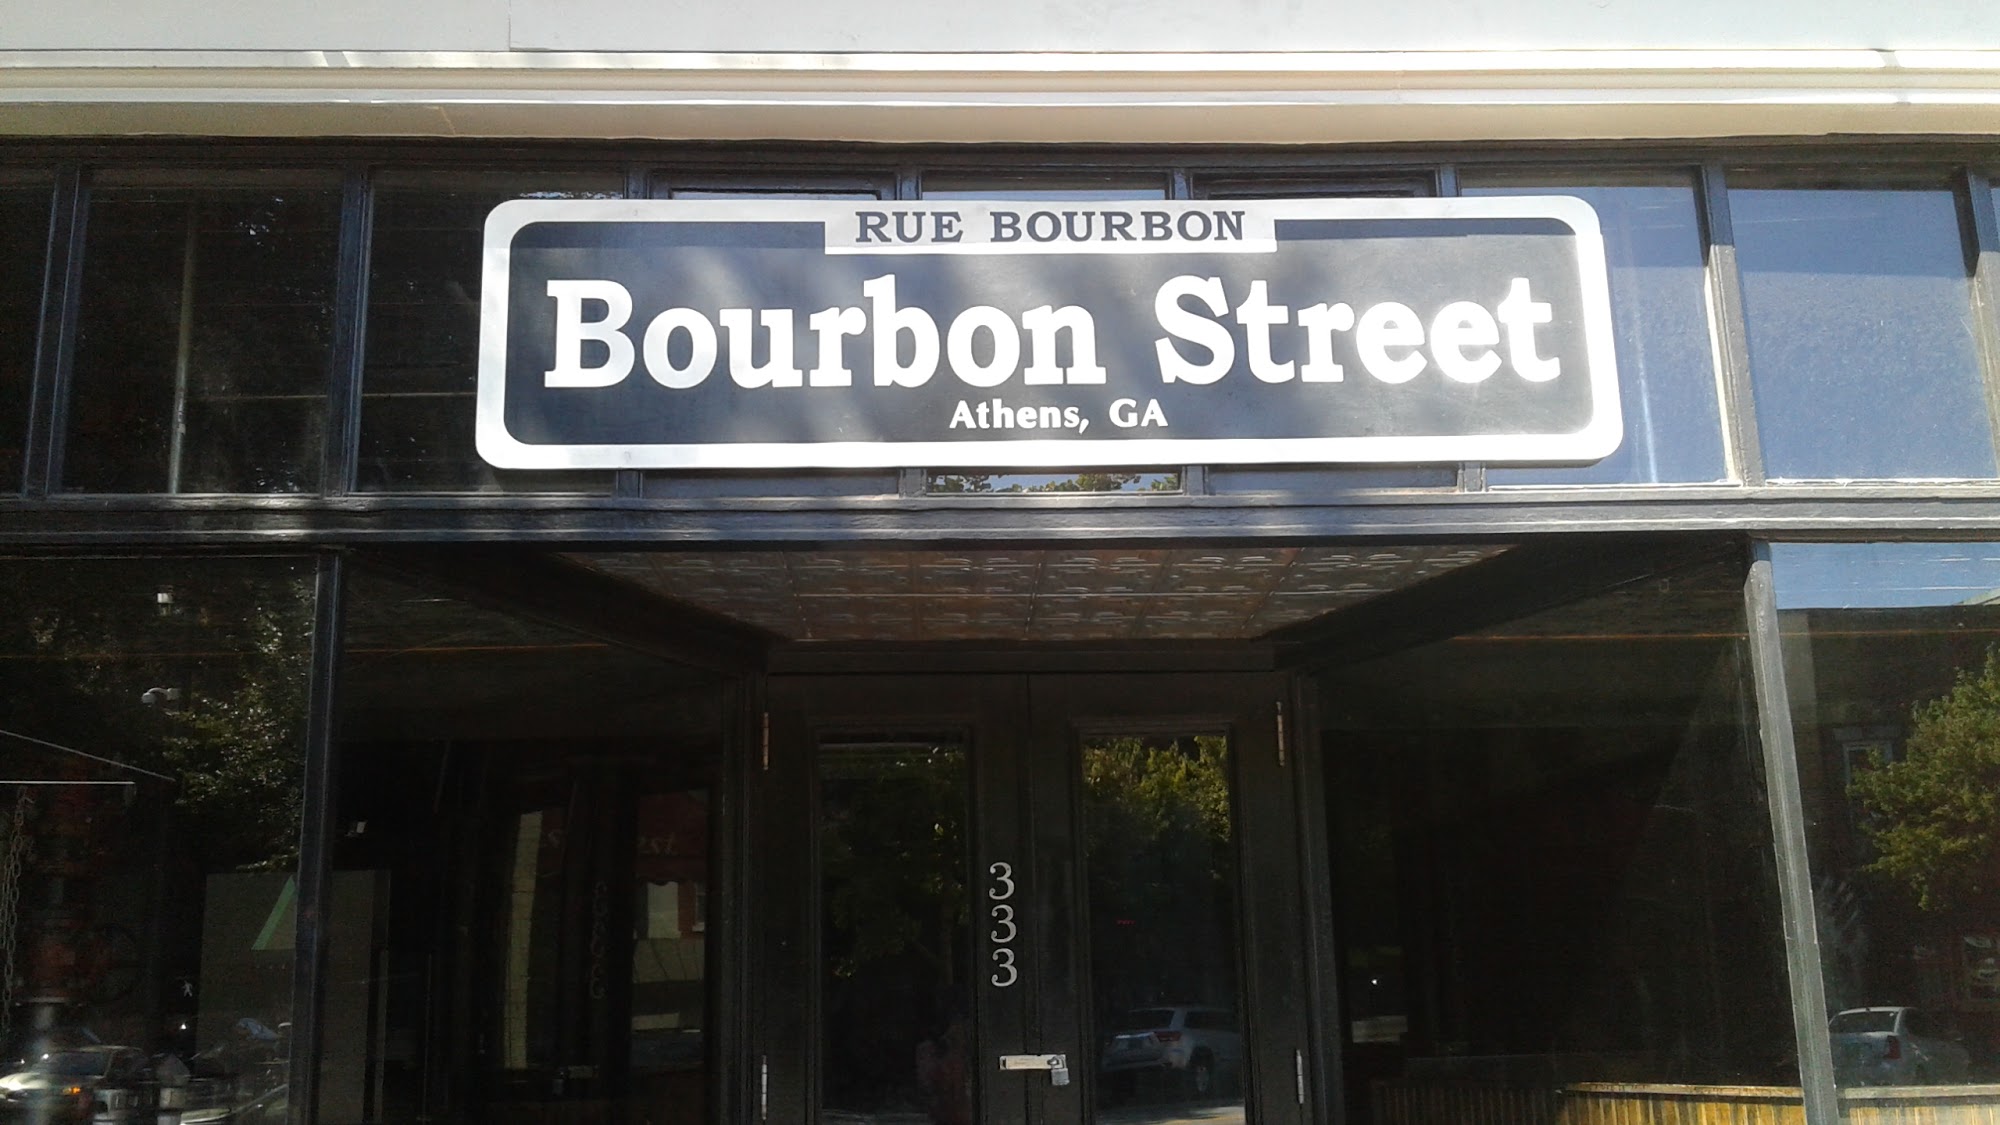 RUE BOURBON
Bourbon Street
Athens, GA
333